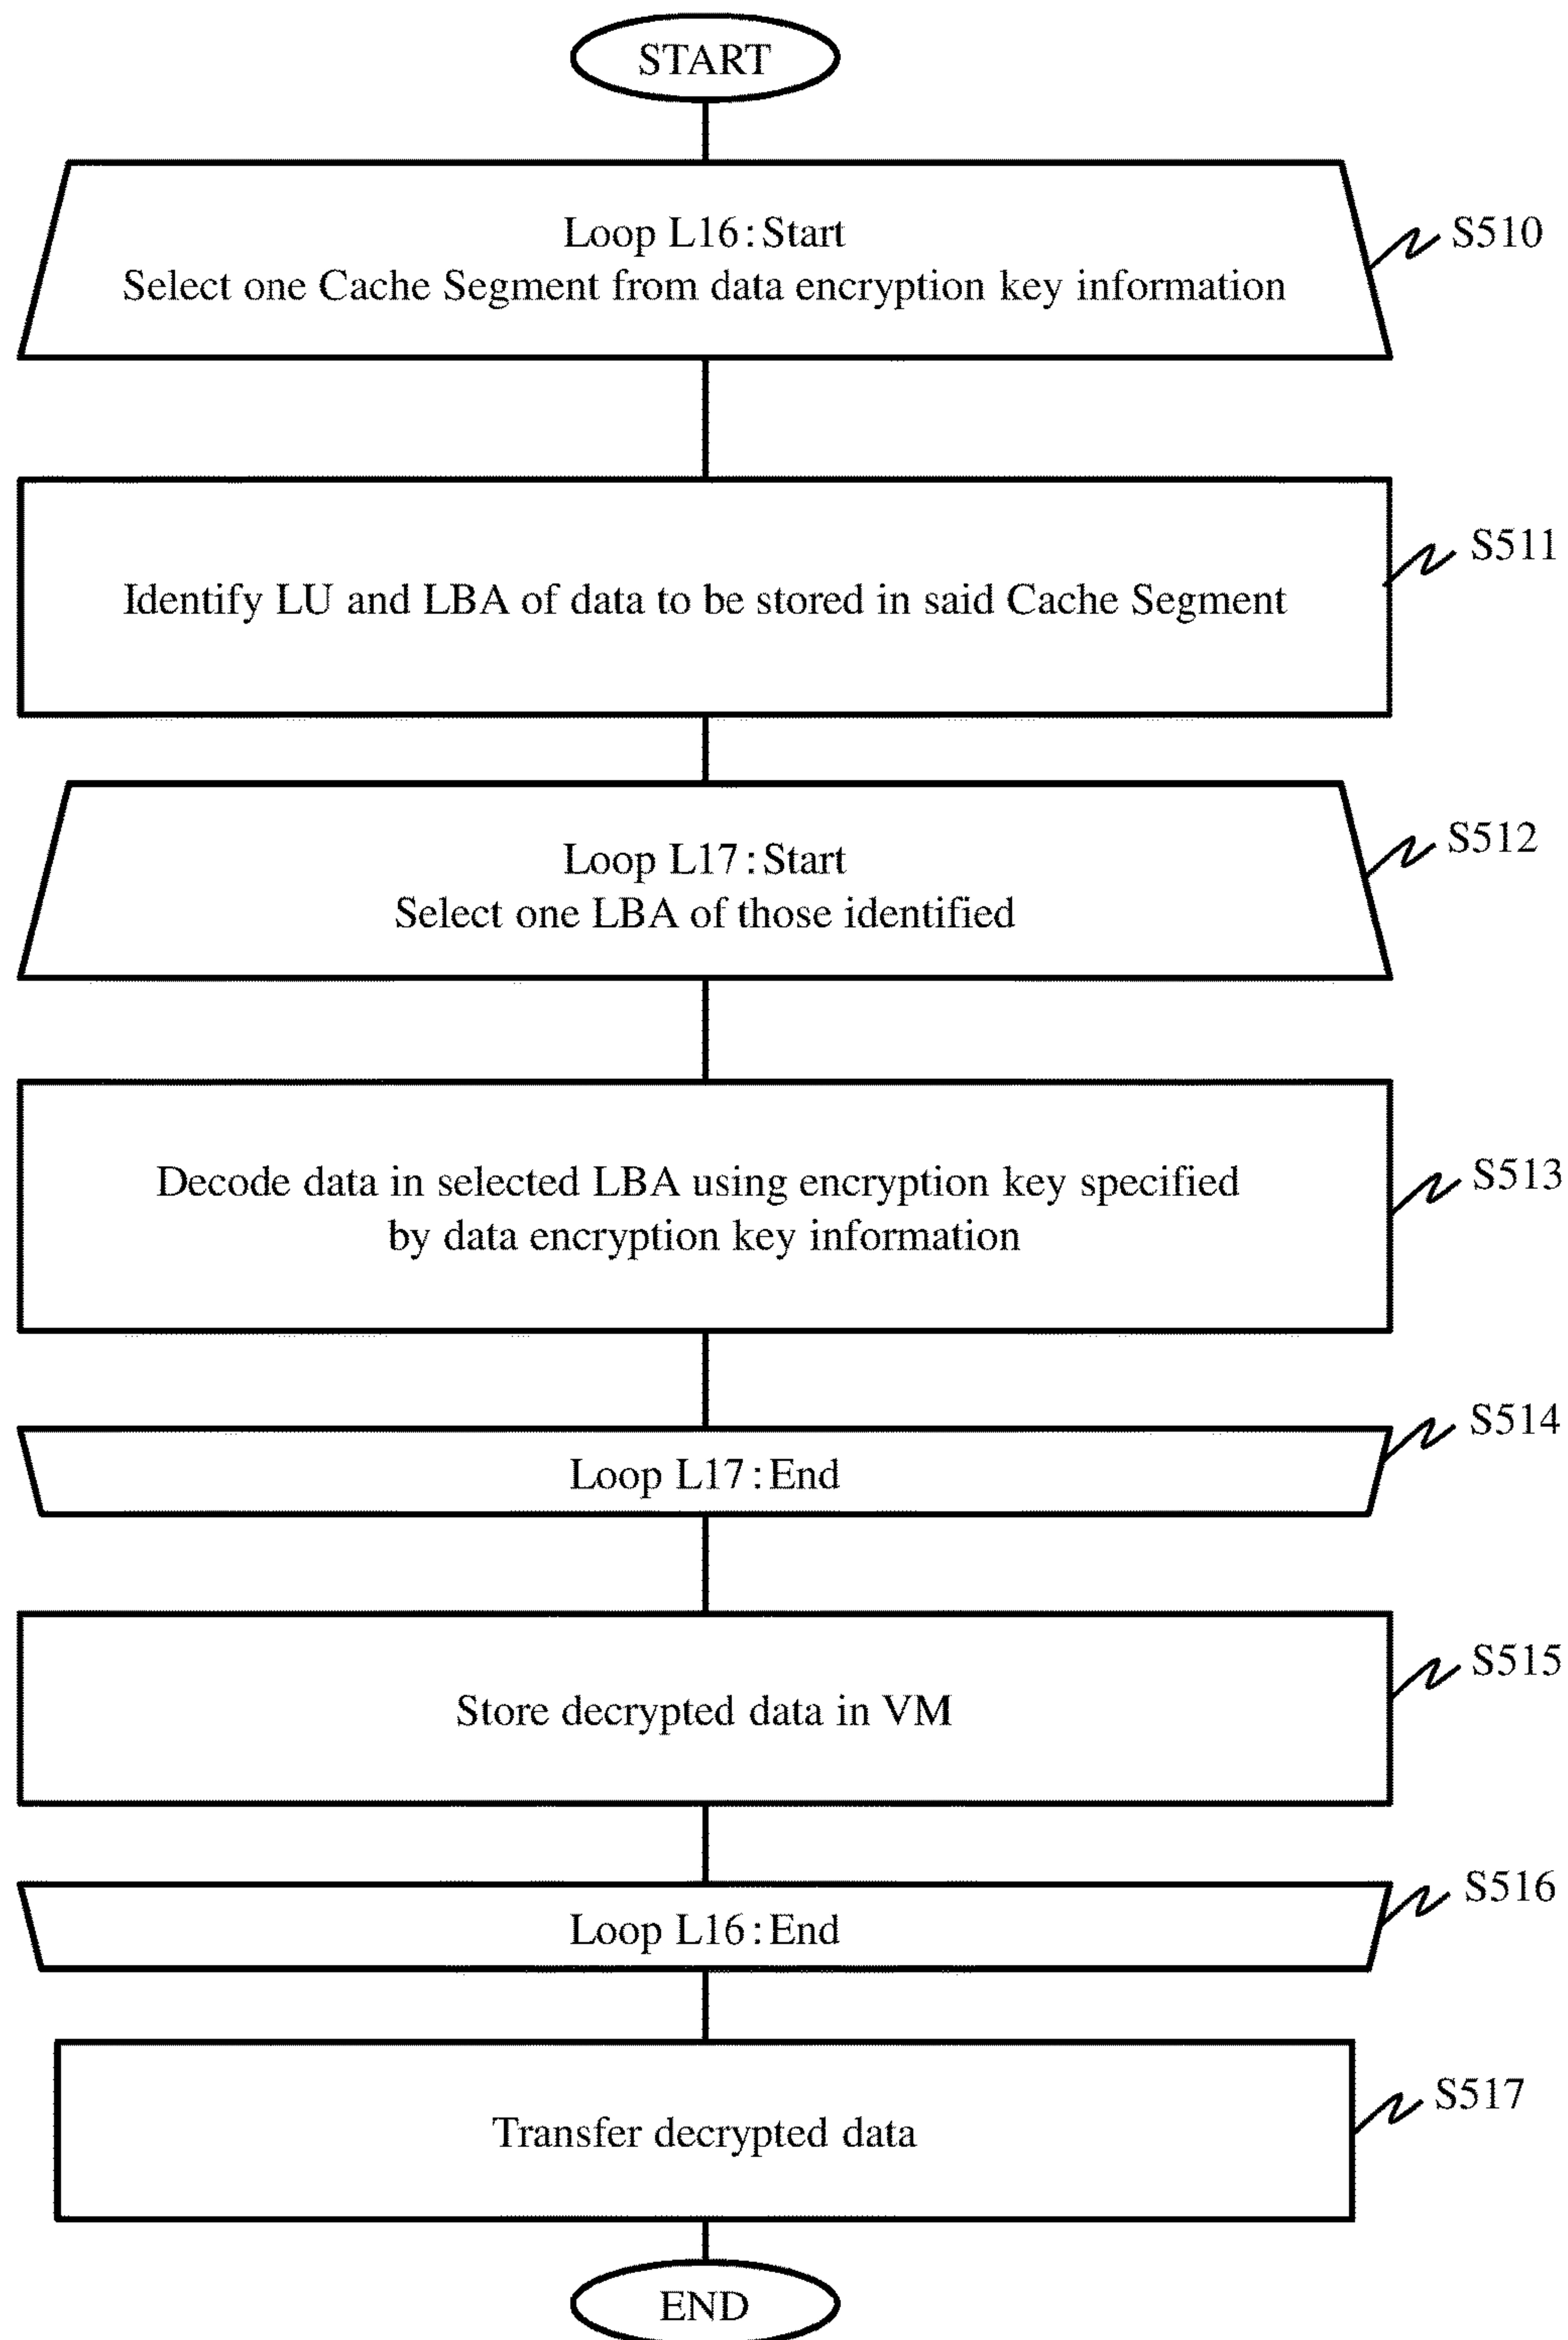 START
Loop L16:Start
Select one Cache Segment from data encryption key information
S510
Identify LU and LBA of data to be stored in said Cache Segment
S511
Loop L17:Start
Select one LBA of those identified
S512
Decode data in selected LBA using encryption key specified
by data encryption key information
S513
Loop L17:End
S514
Store decrypted data in VM
S515
Loop L16:End
S516
Transfer decrypted data
S517
END